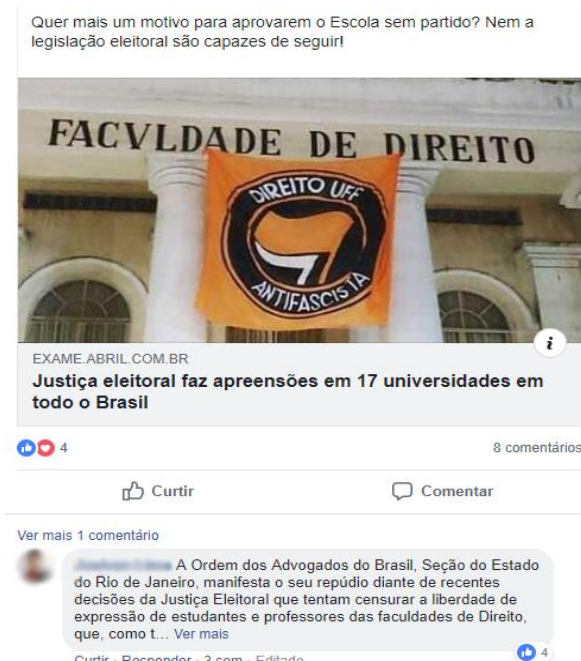 Quer mais um motivo para aprovarem o Escola sem partido? Nem a
legislação eleitoral são capazes de seguir!
FACVLDADE DE DIREITO
DIREITO UFF
ANTIFASCISTA
i
EXAME.ABRIL.COM.BR
Justiça eleitoral faz apreensões em 17 universidades em
todo o Brasil
4
8 comentários
Curtir
Comentar
Ver mais 1 comentário
A Ordem dos Advogados do Brasil, Seção do Estado
do Rio de Janeiro, manifesta o seu repúdio diante de recentes
decisões da Justiça Eleitoral que tentam censurar a liberdade de
expressão de estudantes e professores das faculdades de Direito,
que, como t... Ver mais
4
Curtir · Responder · 3 sem · Editado